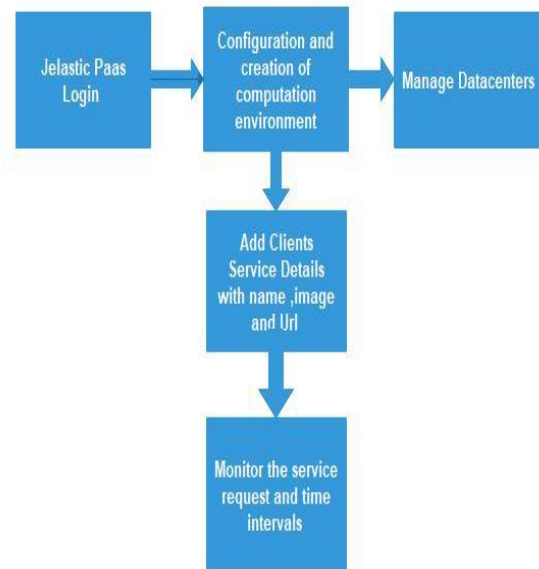 Jelastic Paas
Login
Configuration and
creation of
computation
environment
Manage Datacenters
Add Clients
Service Details
with name ,image
and Url
Monitor the service
request and time
intervals